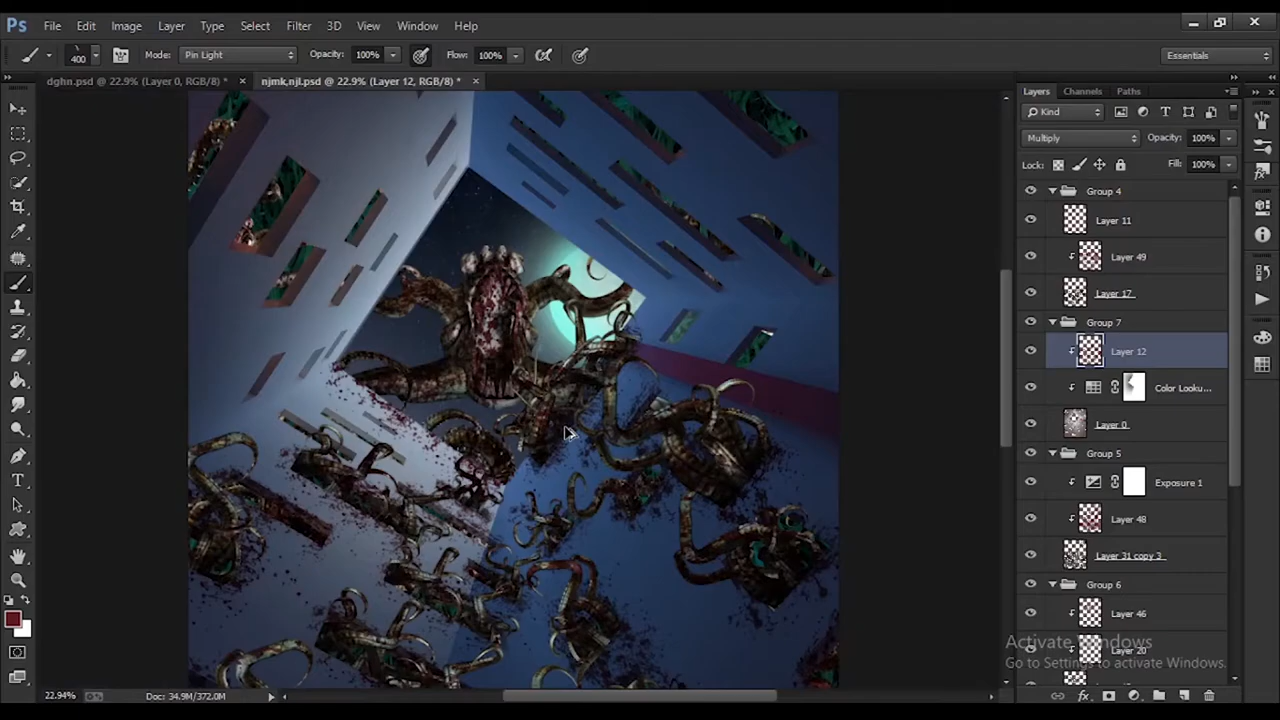 Ps File Edit Image Layer Type Select Filter 3D View Window Help
400 Mode: Pin Light Opacity: 100% Flow: 100% Essentials
dghn.psd @ 22.9% (Layer 0, RGB/8) * × njmk,njl.psd @ 22.9% (Layer 12, RGB/8) * ×
Layers Channels Paths
Kind
Multiply Opacity: 100%
Lock: Fill: 100%
Group 4
Layer 11
Layer 49
Layer 17
Group 7
Layer 12
Color Looku...
Layer 0
Group 5
Exposure 1
Layer 48
Layer 31 copy 3
Group 6
Layer 46
Layer 20
Activate Windows
Go to Settings to activate Windows.
22.94% Doc: 34.9M/372.0M